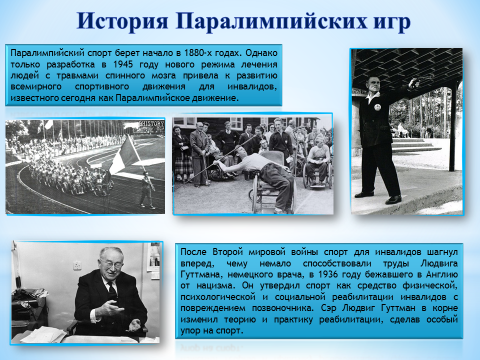 История Паралимпийских игр
Паралимпийский спорт берет начало в 1880-х годах. Однако
только разработка в 1945 году нового режима лечения
людей с травмами спинного мозга привела к развитию
всемирного спортивного движения для инвалидов,
известного сегодня как Паралимпийское движение.
После Второй мировой войны спорт для инвалидов шагнул
вперед, чему немало способствовали труды Людвига
Гуттмана, немецкого врача, в 1936 году бежавшего в Англию
от нацизма. Он утвердил спорт как средство физической,
психологической и социальной реабилитации инвалидов с
повреждением позвоночника. Сэр Людвиг Гуттман в корне
изменил теорию и практику реабилитации, сделав особый
упор на спорт.